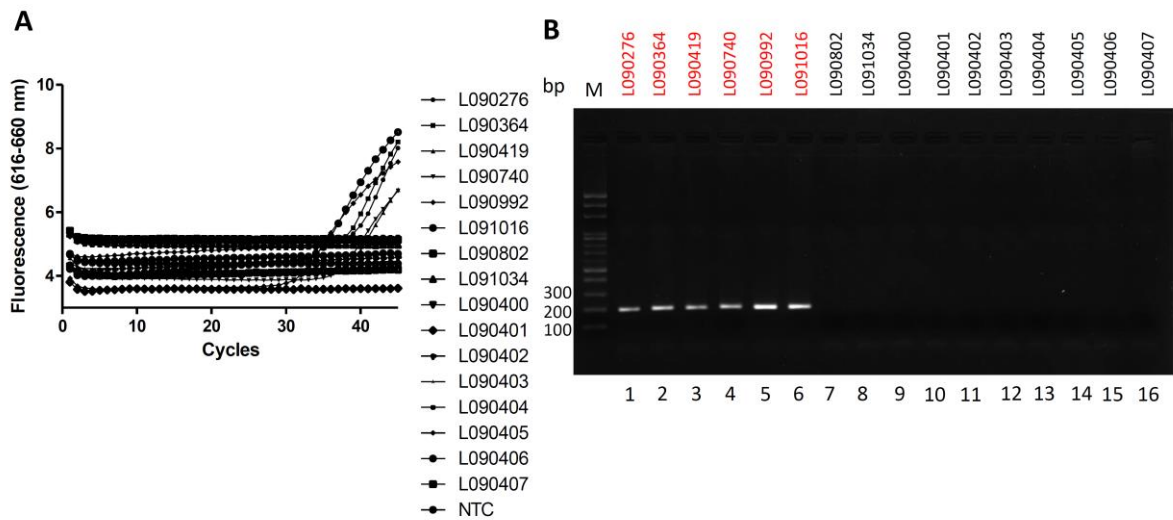 A
Fluorescence (616-660 nm)
10
8
6
4
0
10
20
30
40
Cycles
L090276
L090364
L090419
L090740
L090992
L091016
L090802
L091034
L090400
L090401
L090402
L090403
L090404
L090405
L090406
L090407
NTC
B
bp
M
L090276
L090364
L090419
L090740
L090992
L091016
L090802
L091034
L090400
L090401
L090402
L090403
L090404
L090405
L090406
L090407
300
200
100
1 2 3 4 5 6 7 8 9 10 11 12 13 14 15 16